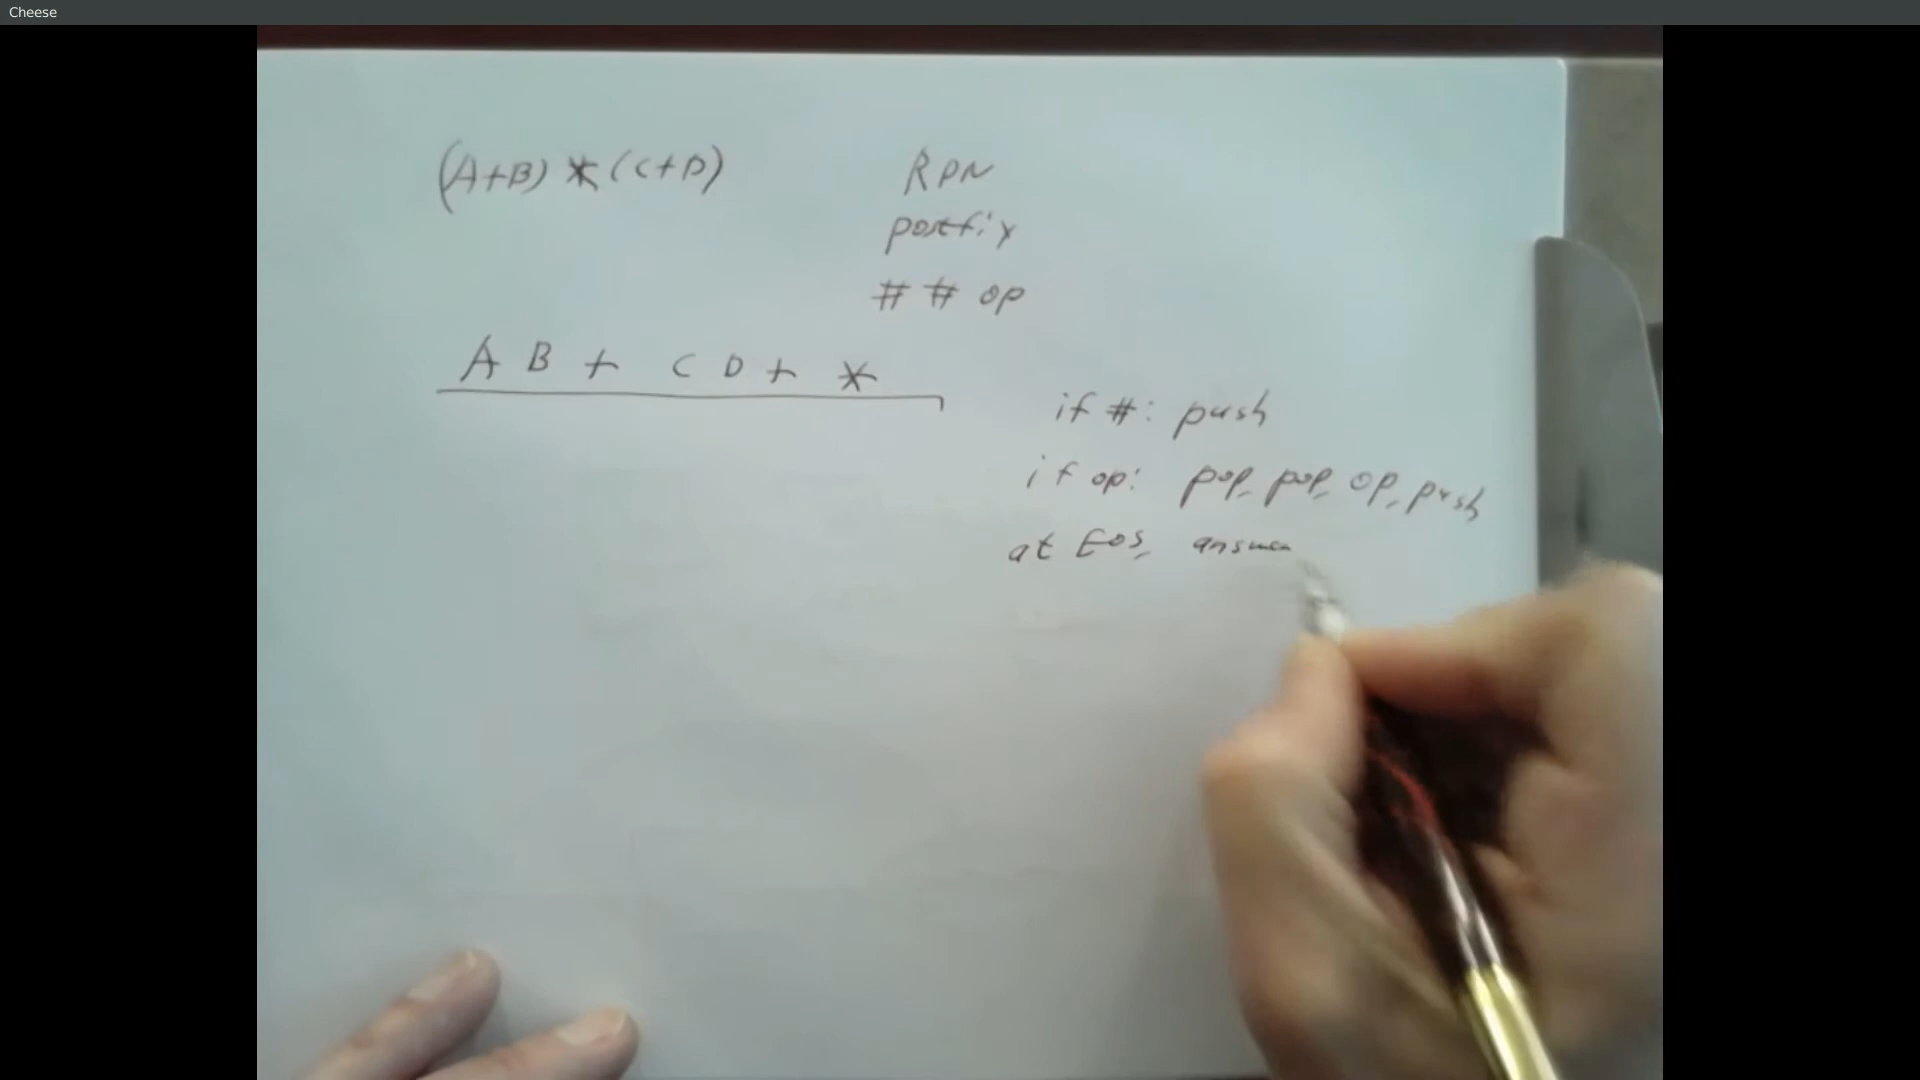 Cheese
(A+B) * (C+D)
RPN
postfix
# # op
A B + C D + *
if #: push
if op: pop, pop, op, push
at EOS, answer